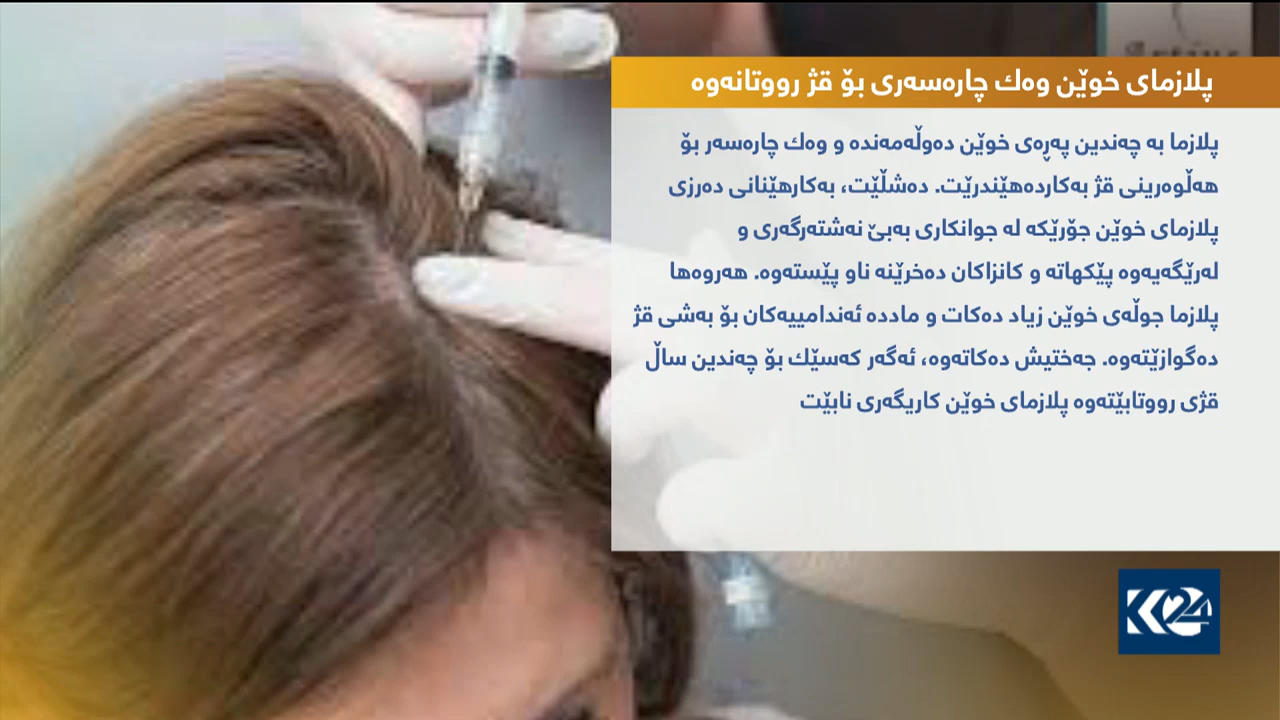 پلازمای خوێن وەك چارەسەری بۆ قژ رووتانەوە
پلازما بە چەندین پەڕەی خوێن دەوڵەمەندە و وەك چارەسەر بۆ
هەڵوەرینی قژ بەکاردەهێندرێت. دەشڵێت، بەکارهێنانی دەرزی
پلازمای خوێن جۆرێکە لە جوانکاری بەبێ نەشتەرگەری و
لەرێگەیەوە پێکهاتە و کانزاکان دەخرێنە ناو پێستەوە. هەروەها
پلازما جوڵەی خوێن زیاد دەکات و ماددە ئەندامییەکان بۆ بەشی قژ
دەگوازێتەوە. جەختیش دەکاتەوە، ئەگەر کەسێك بۆ چەندین ساڵ
قژی رووتابێتەوە پلازمای خوێن کاریگەری نابێت
K24